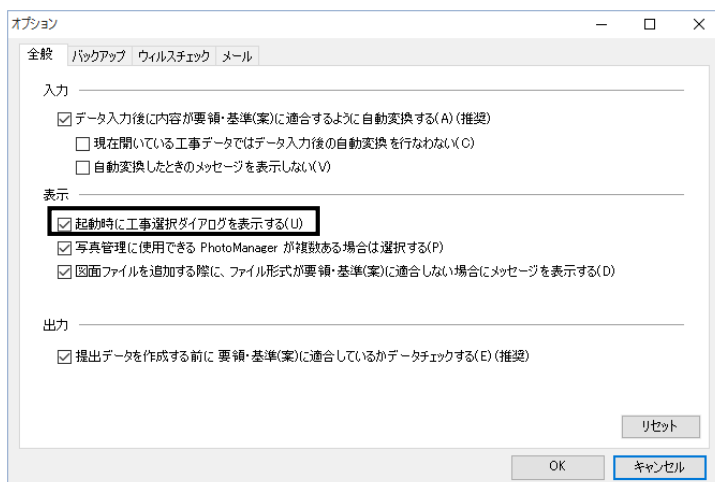 オプション
全般 バックアップ ウィルスチェック メール
入力
データ入力後に内容が要領・基準(案)に適合するように自動変換する(A)(推奨)
現在開いている工事データではデータ入力後の自動変換を行なわない(C)
自動変換したときのメッセージを表示しない(V)
表示
起動時に工事選択ダイアログを表示する(U)
写真管理に使用できる PhotoManager が複数ある場合は選択する(P)
図面ファイルを追加する際に、ファイル形式が要領・基準(案)に適合しない場合にメッセージを表示する(D)
出力
提出データを作成する前に 要領・基準(案)に適合しているかデータチェックする(E)(推奨)
リセット
OK キャンセル